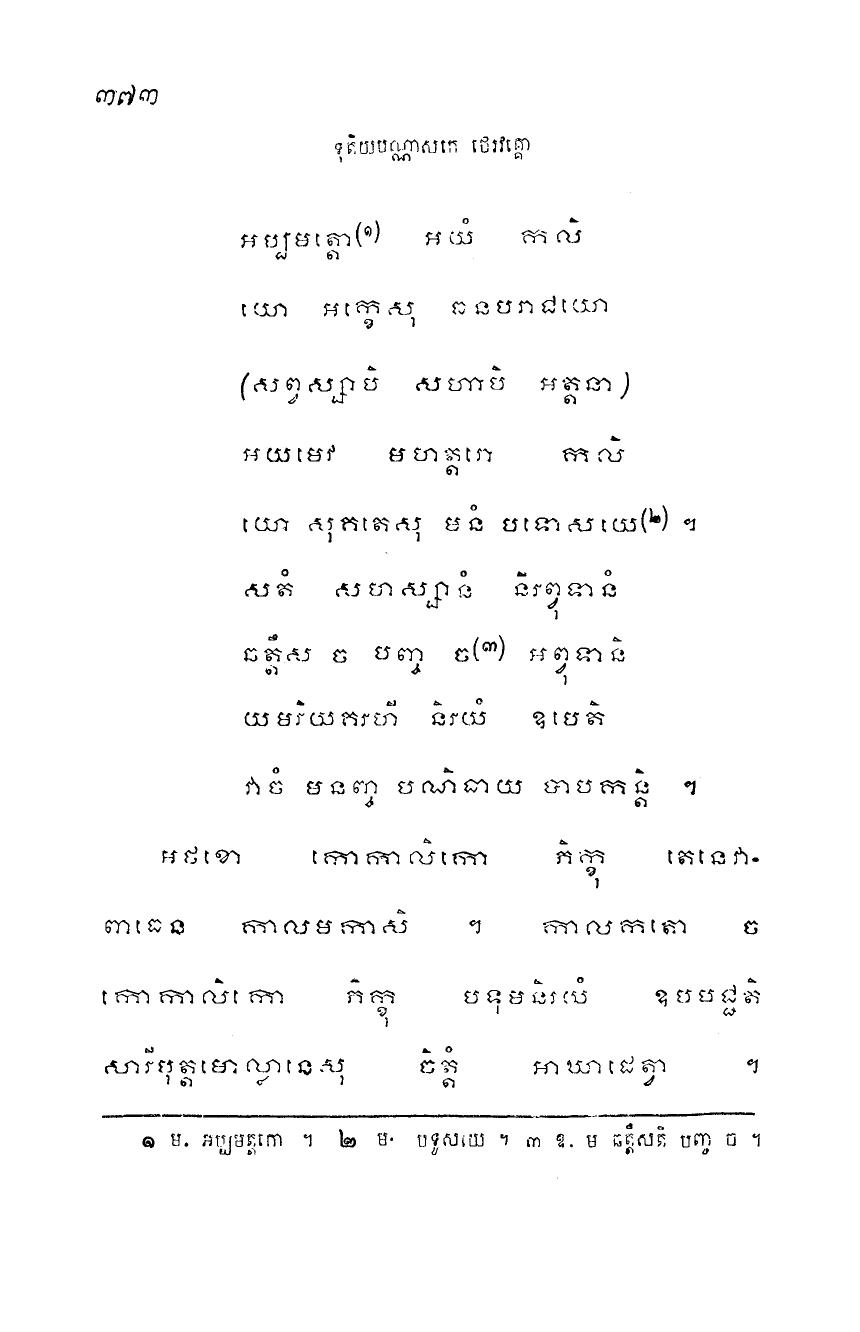 ៣៧៣
ទុតិយបណ្ណាសកេ ថេរវគ្គោ
អប្បមត្តោ(១) អយំ កលិ
យោ អក្ខេសុ ធនបរាជយោ
(សព្វស្សាបិ សហាបិ អត្តនា)
អយមេវ មហត្តរោ កលិ
យោ សុគតេសុ មនំ បទោសយេ(២) ។
សតំ សហស្សានំ និរព្វុទានំ
ឆត្តឹស ច បញ្ច ច(៣) អព្វុទានិ
យមរិយគរហី និរយំ ឧបេតិ
វាចំ មនញ្ច បណិធាយ បាបកន្តិ ។
អថខោ កោកាលិកោ ភិក្ខុ តេនេវា-
ពាធេន កាលមកាសិ ។ កាលកតោ ច
កោកាលិកោ ភិក្ខុ បទុមនិរយំ ឧបបជ្ជតិ
សារីបុត្តមោល្លានេសុ ចិត្តំ អាឃាដេត្វា ។
១ ម. អប្បមត្តកោ ។ ២ ម. បទូសយេ ។ ៣ ឧ. ម ឆត្តឹសតិ បញ្ច ច ។